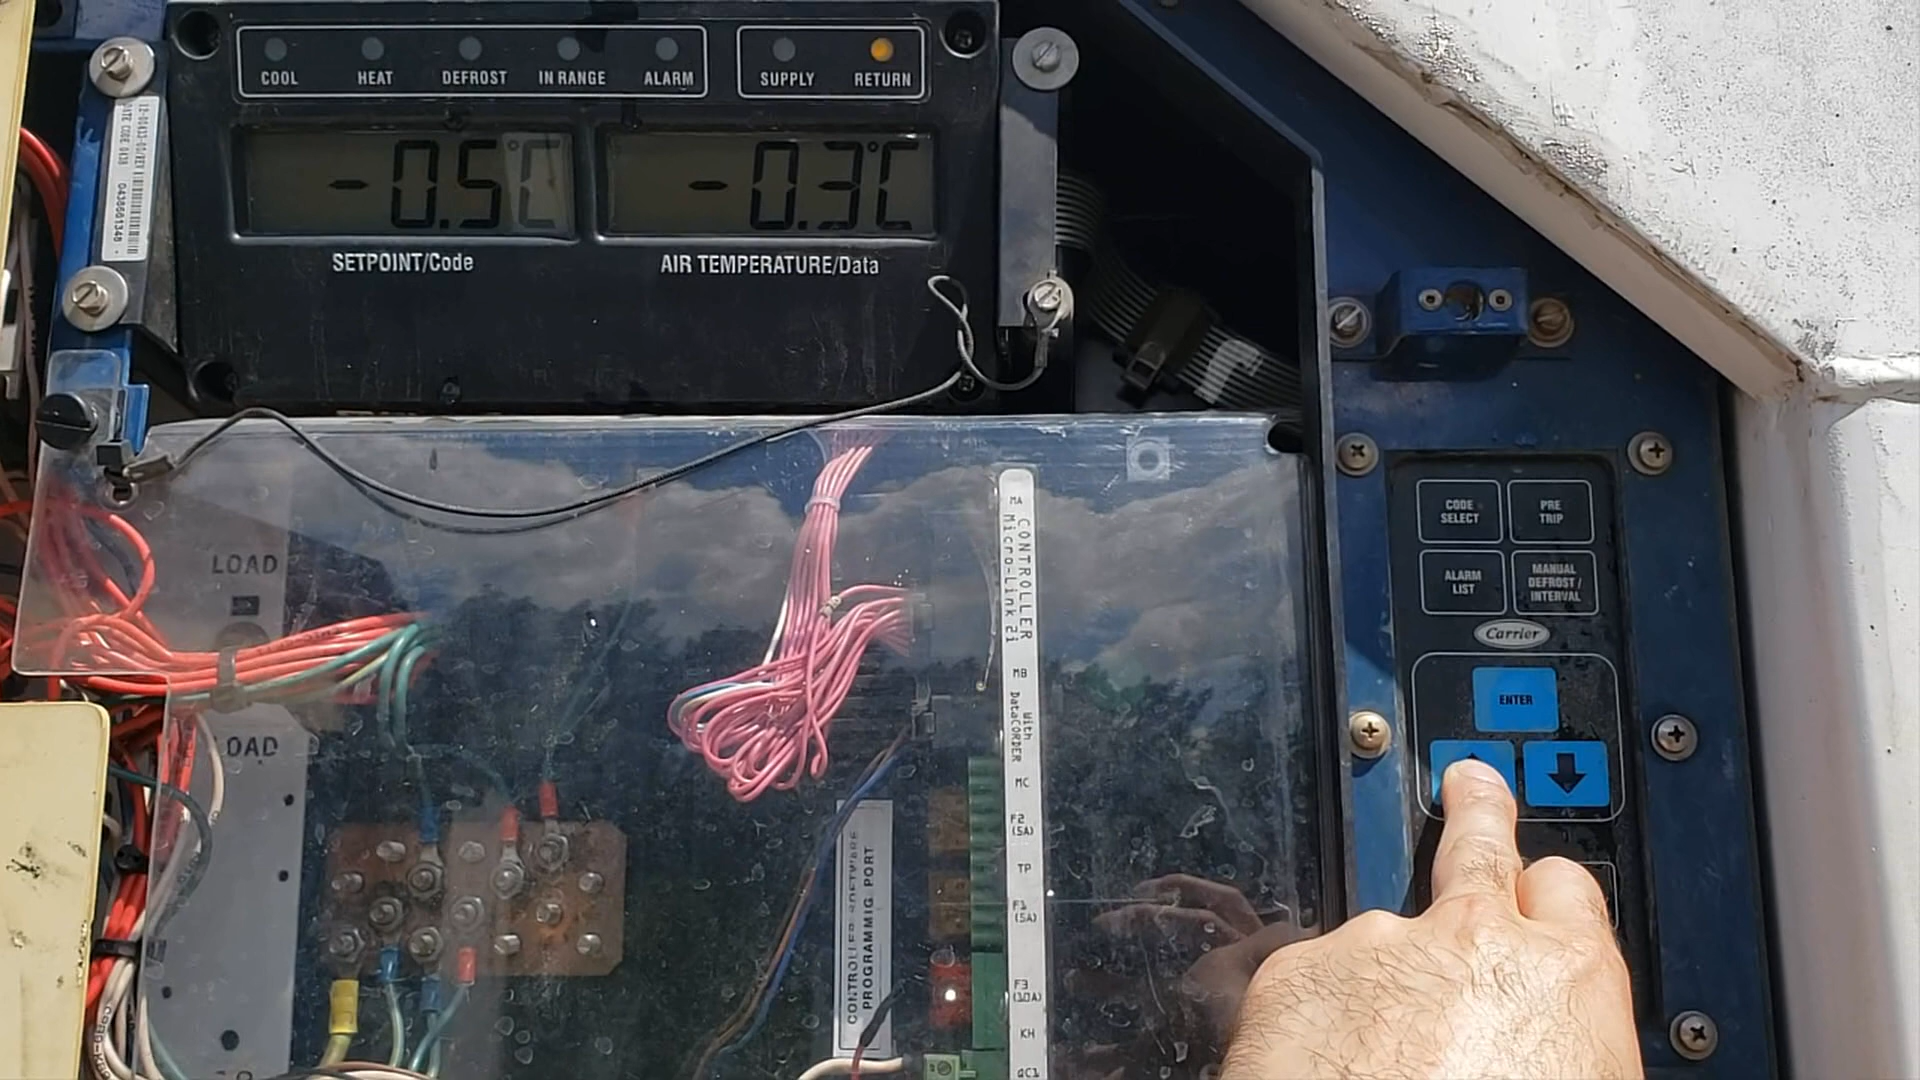 COOL HEAT DEFROST IN RANGE ALARM SUPPLY RETURN
-0.5°C -0.3°C
SETPOINT/Code AIR TEMPERATURE/Data
CODE SELECT
PRE TRIP
ALARM LIST
MANUAL DEFROST/ INTERVAL
Carrier
ENTER
LOAD
LOAD
MA
CONTROLLER
Micro-Link 2i
MB
With
DataCORDER
MC
F2
(5A)
TP
F1
(5A)
F3
(10A)
KH
QC1
CONTROLLER SOFTWARE
PROGRAMMIG PORT